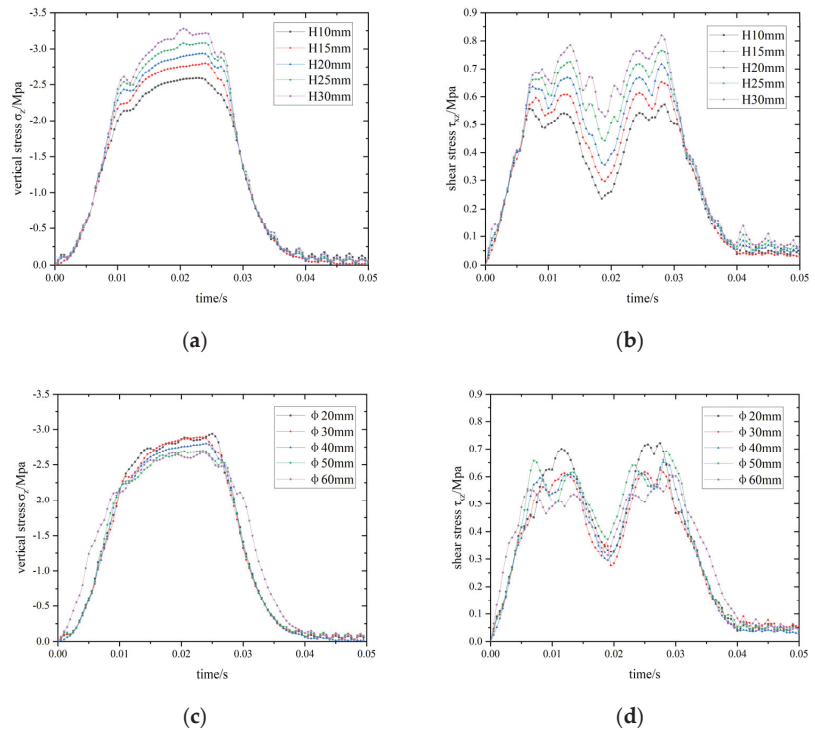 -3.5
-3.0
-2.5
-2.0
-1.5
-1.0
-0.5
0.0
0.00 0.01 0.02 0.03 0.04 0.05
vertical stress σz/Mpa
time/s
H10mm
H15mm
H20mm
H25mm
H30mm
(a)
0.9
0.8
0.7
0.6
0.5
0.4
0.3
0.2
0.1
0.0
0.00 0.01 0.02 0.03 0.04 0.05
shear stress τxz/Mpa
time/s
H10mm
H15mm
H20mm
H25mm
H30mm
(b)
-3.5
-3.0
-2.5
-2.0
-1.5
-1.0
-0.5
0.0
0.00 0.01 0.02 0.03 0.04 0.05
vertical stress σz/Mpa
time/s
φ 20mm
φ 30mm
φ 40mm
φ 50mm
φ 60mm
(c)
0.9
0.8
0.7
0.6
0.5
0.4
0.3
0.2
0.1
0.0
0.00 0.01 0.02 0.03 0.04 0.05
shear stress τxz/Mpa
time/s
φ 20mm
φ 30mm
φ 40mm
φ 50mm
φ 60mm
(d)